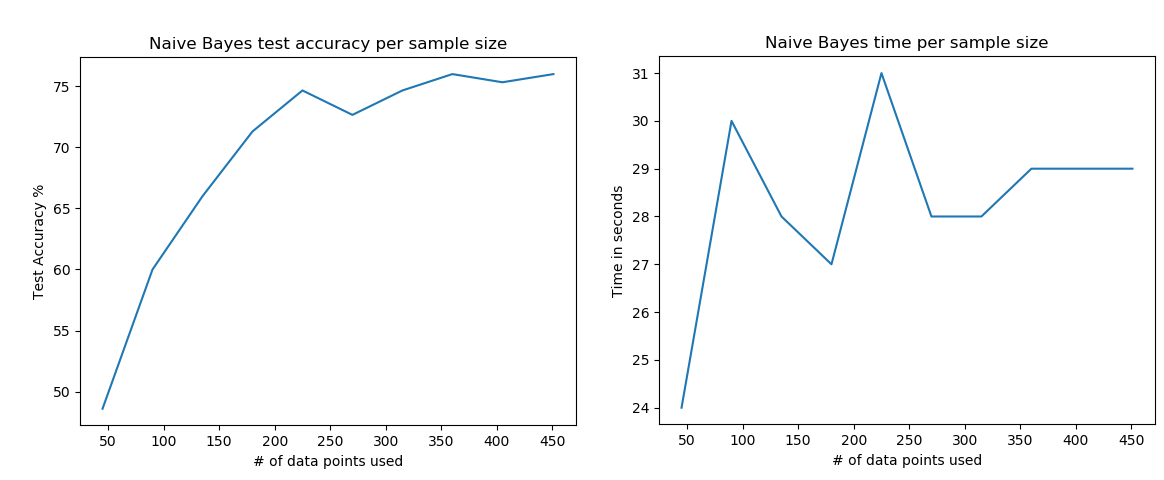 Naive Bayes test accuracy per sample size
Test Accuracy %
75
70
65
60
55
50
50 100 150 200 250 300 350 400 450
# of data points used
Naive Bayes time per sample size
Time in seconds
31
30
29
28
27
26
25
24
50 100 150 200 250 300 350 400 450
# of data points used